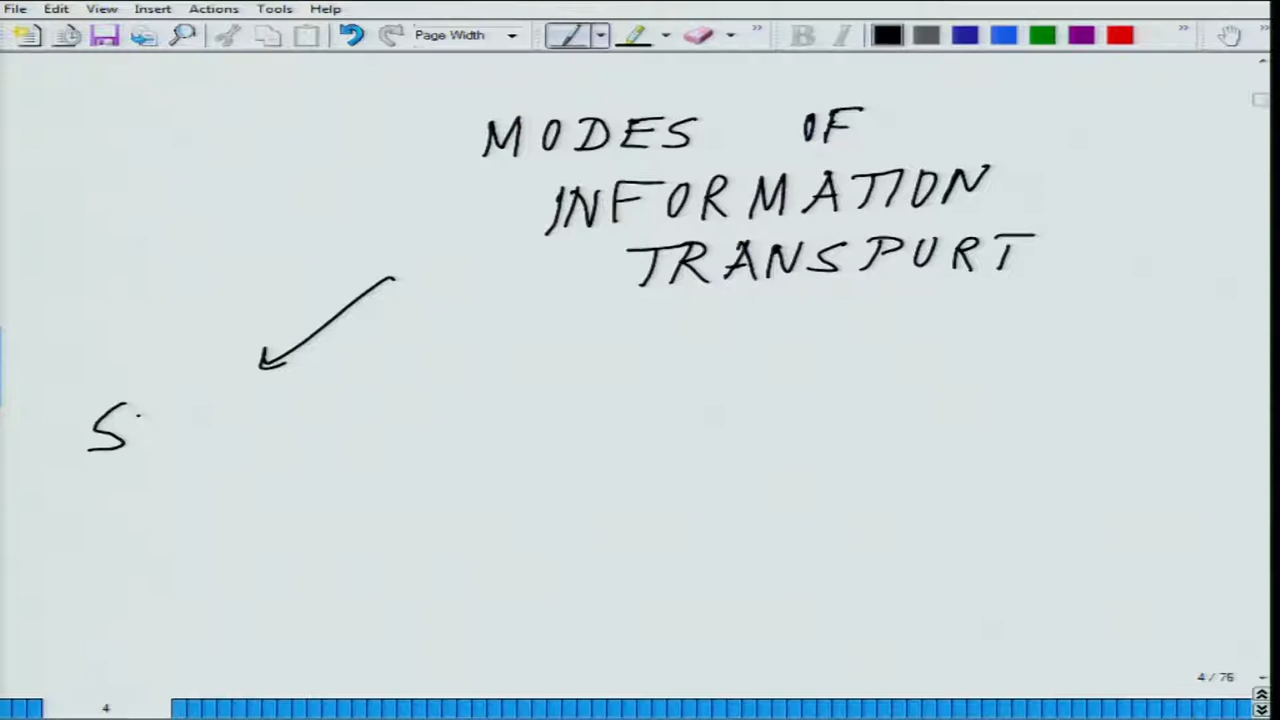 File Edit View Insert Actions Tools Help
Page Width
MODES OF
INFORMATION
TRANSPORT
S
4 / 76
4